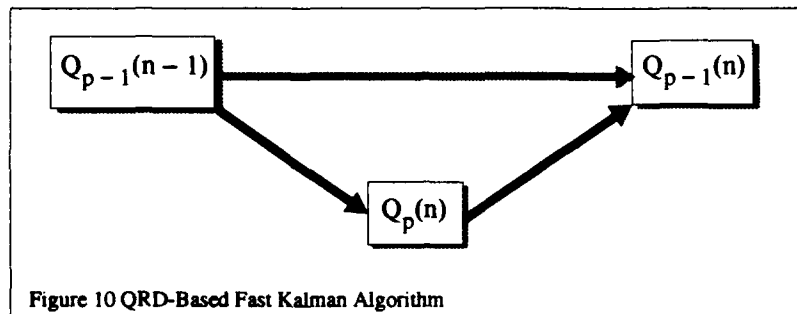 Q_{p-1}(n-1)
Q_{p-1}(n)
Q_p(n)
Figure 10 QRD-Based Fast Kalman Algorithm